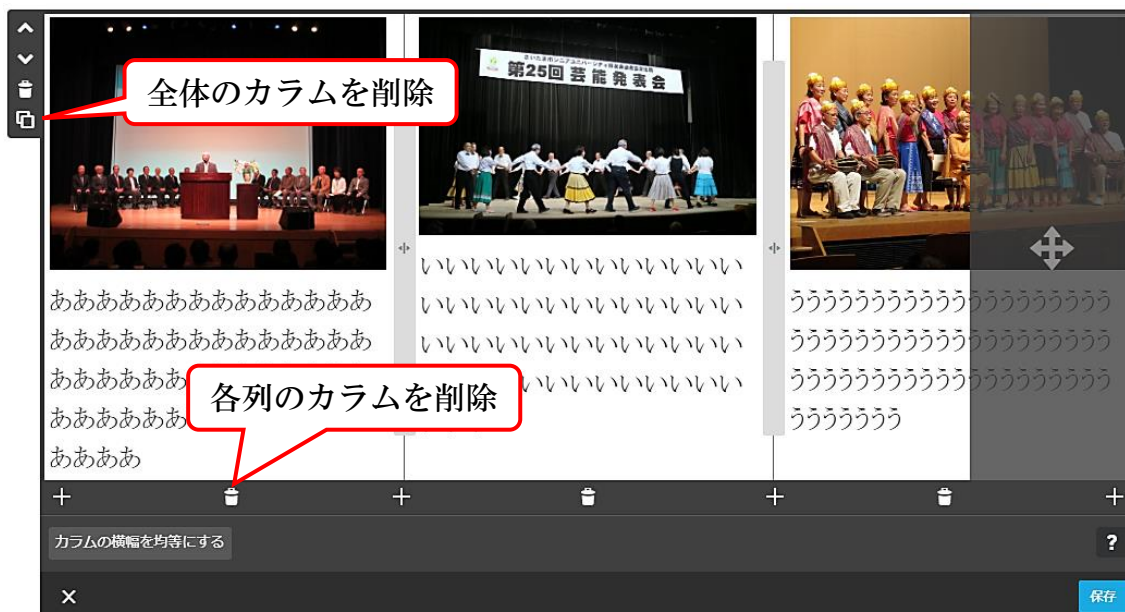 全体のカラムを削除
第25回 芸能発表会
ああああああああああああああ
ああああああああああああああ
ああああああ
ああああああ
ああああ
いいいいいいいいいいいいいい
いいいいいいいいいいいいいい
いいいいいいいいいいいいいい
いいいいいいいいい
うううううううううううううううううううう
うううううううううううううううううううう
うううううううううううううううううううう
ううううううう
各列のカラムを削除
カラムの横幅を均等にする
?
保存